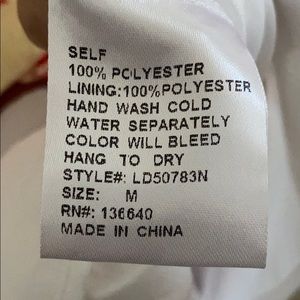 SELF
100% POLYESTER
LINING:100%POLYESTER
HAND WASH COLD
WATER SEPARATELY
COLOR WILL BLEED
HANG TO DRY
STYLE#: LD50783N
SIZE: M
RN#: 136640
MADE IN CHINA